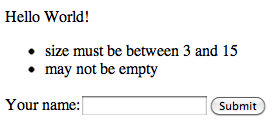 Hello World!
size must be between 3 and 15
may not be empty
Your name: Submit